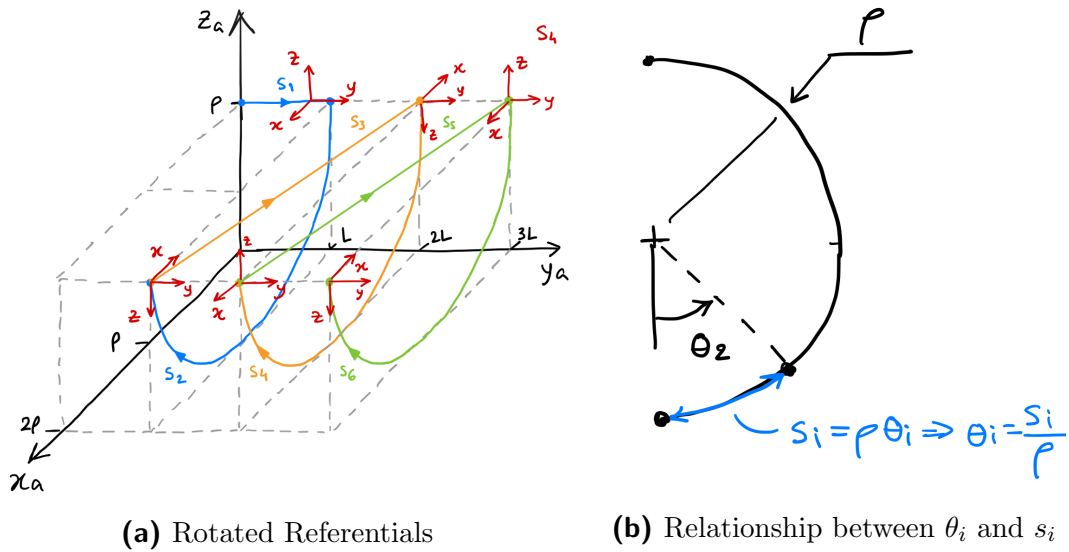 Za
S4
z
y
x
S1
ρ
x
y
z
S3
z
y
x
S5
L
2L
3L
ya
x
y
z
z
y
x
x
y
z
ρ
S2
S4
S6
2ρ
xa
(a) Rotated Referentials
ρ
θ2
Si = ρθi ⇒ θi = Si/ρ
(b) Relationship between θi and si